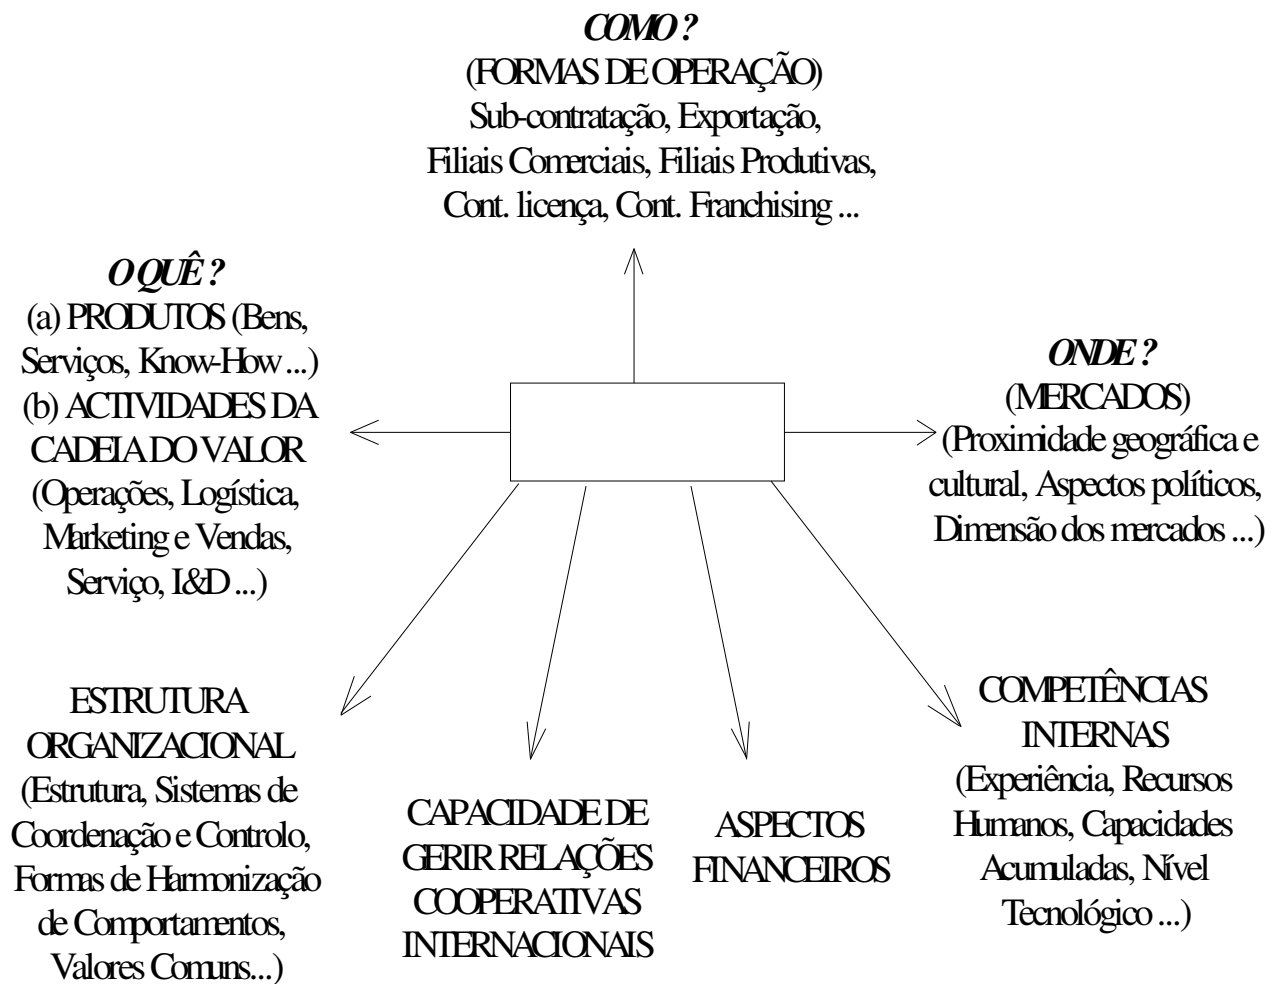 COMO ?
(FORMAS DE OPERAÇÃO)
Sub-contratação, Exportação,
Filiais Comerciais, Filiais Produtivas,
Cont. licença, Cont. Franchising ...
O QUÊ ?
(a) PRODUTOS (Bens,
Serviços, Know-How ...)
(b) ACTIVIDADES DA
CADEIA DO VALOR
(Operações, Logística,
Marketing e Vendas,
Serviço, I&D ...)
ONDE ?
(MERCADOS)
(Proximidade geográfica e
cultural, Aspectos políticos,
Dimensão dos mercados ...)
ESTRUTURA
ORGANIZACIONAL
(Estrutura, Sistemas de
Coordenação e Controlo,
Formas de Harmonização
de Comportamentos,
Valores Comuns...)
CAPACIDADE DE
GERIR RELAÇÕES
COOPERATIVAS
INTERNACIONAIS
ASPECTOS
FINANCEIROS
COMPETÊNCIAS
INTERNAS
(Experiência, Recursos
Humanos, Capacidades
Acumuladas, Nível
Tecnológico ...)